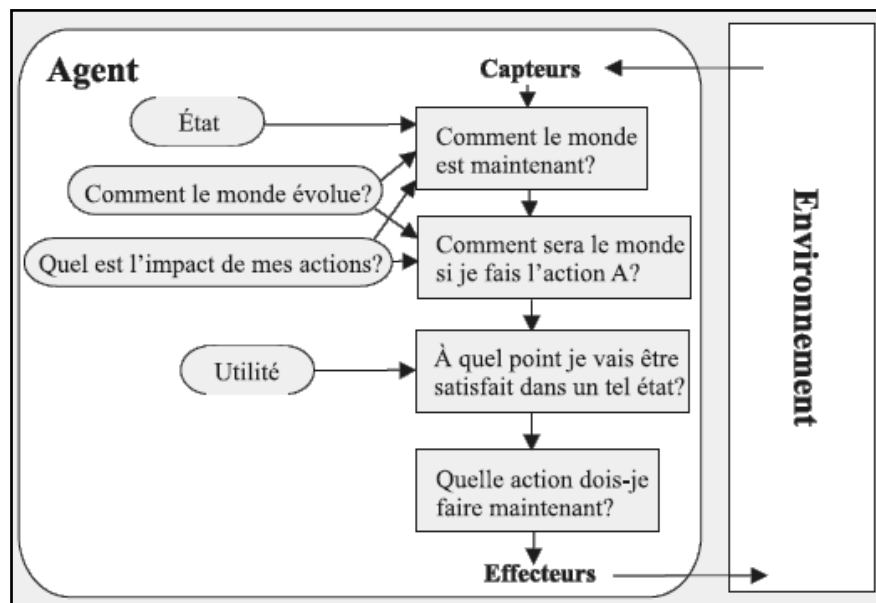 Agent
Capteurs
État
Comment le monde
est maintenant?
Comment le monde évolue?
Quel est l'impact de mes actions?
Comment sera le monde
si je fais l'action A?
Utilité
À quel point je vais être
satisfait dans un tel état?
Quelle action dois-je
faire maintenant?
Effecteurs
Environnement